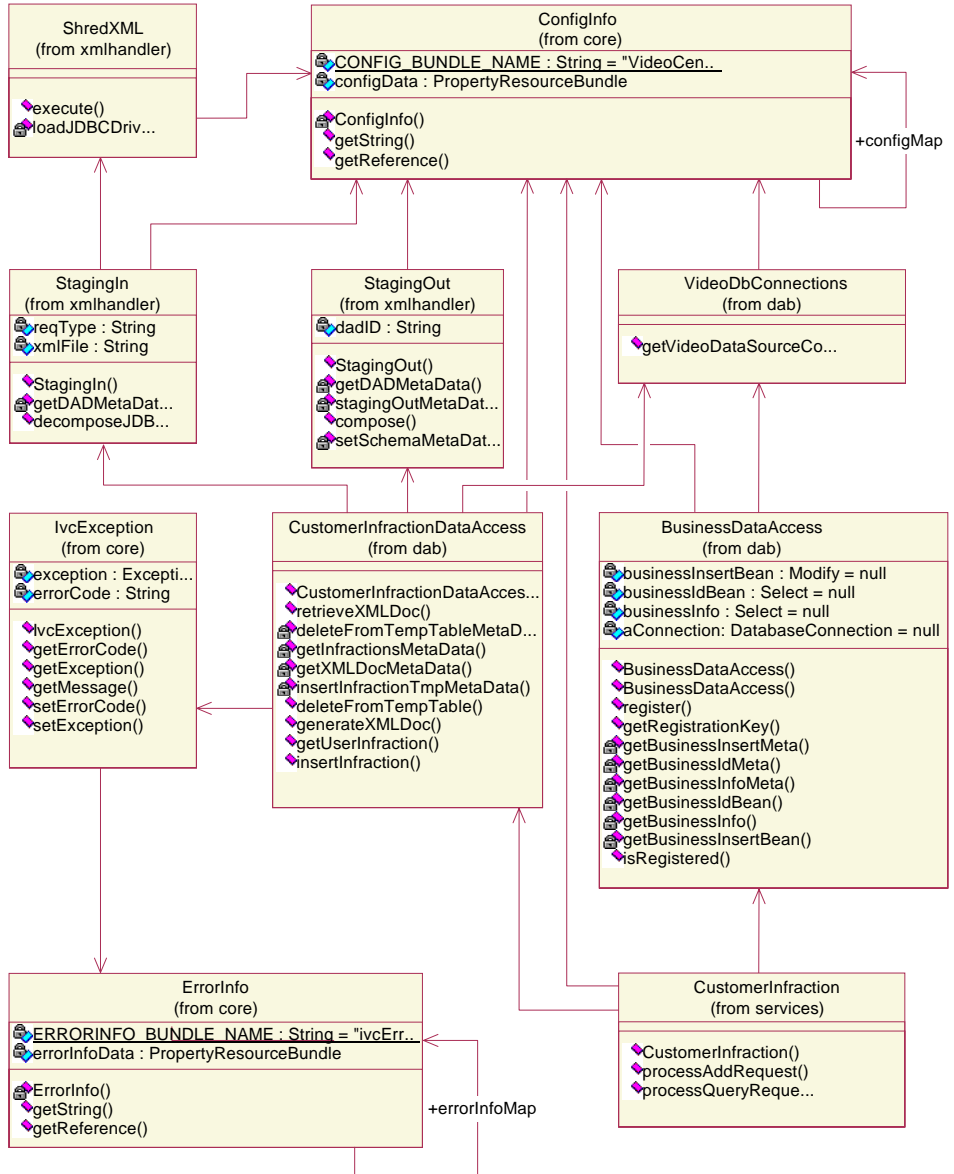 ShredXML
(from xmlhandler)
execute()
loadJDBCDriv...
ConfigInfo
(from core)
CONFIG_BUNDLE_NAME : String = "VideoCen..
configData : PropertyResourceBundle
ConfigInfo()
getString()
getReference()
+configMap
StagingIn
(from xmlhandler)
reqType : String
xmlFile : String
StagingIn()
getDADMetaDat...
decomposeJDB...
StagingOut
(from xmlhandler)
dadID : String
StagingOut()
getDADMetaData()
stagingOutMetaDat...
compose()
setSchemaMetaDat...
VideoDbConnections
(from dab)
getVideoDataSourceCo...
IvcException
(from core)
exception : Excepti...
errorCode : String
IvcException()
getErrorCode()
getException()
getMessage()
setErrorCode()
setException()
CustomerInfractionDataAccess
(from dab)
CustomerInfractionDataAcces...
retrieveXMLDoc()
deleteFromTempTableMetaD...
getInfractionsMetaData()
getXMLDocMetaData()
insertInfractionTmpMetaData()
deleteFromTempTable()
generateXMLDoc()
getUserInfraction()
insertInfraction()
BusinessDataAccess
(from dab)
businessInsertBean : Modify = null
businessIdBean : Select = null
businessInfo : Select = null
aConnection: DatabaseConnection = null
BusinessDataAccess()
BusinessDataAccess()
register()
getRegistrationKey()
getBusinessInsertMeta()
getBusinessIdMeta()
getBusinessInfoMeta()
getBusinessIdBean()
getBusinessInfo()
getBusinessInsertBean()
isRegistered()
ErrorInfo
(from core)
ERRORINFO_BUNDLE_NAME : String = "ivcErr..
errorInfoData : PropertyResourceBundle
ErrorInfo()
getString()
getReference()
+errorInfoMap
CustomerInfraction
(from services)
CustomerInfraction()
processAddRequest()
processQueryReque...